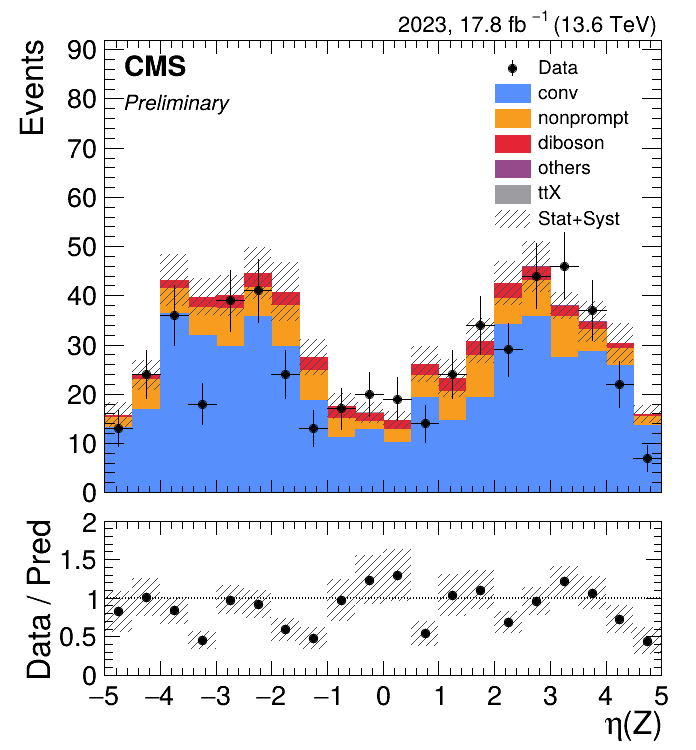 2023, 17.8 fb⁻¹ (13.6 TeV)
CMS
Preliminary
Events
90
80
70
60
50
40
30
20
10
0
Data
conv
nonprompt
diboson
others
ttX
Stat+Syst
Data / Pred
2
1.5
1
0.5
0
−5 −4 −3 −2 −1 0 1 2 3 4 5
η(Z)